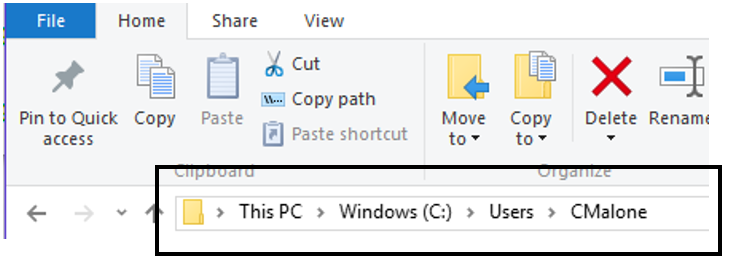 File Home Share View
Pin to Quick access
Copy
Paste
Cut
Copy path
Paste shortcut
Move to
Copy to
Delete
Rename
Clipboard Organize
This PC > Windows (C:) > Users > CMalone